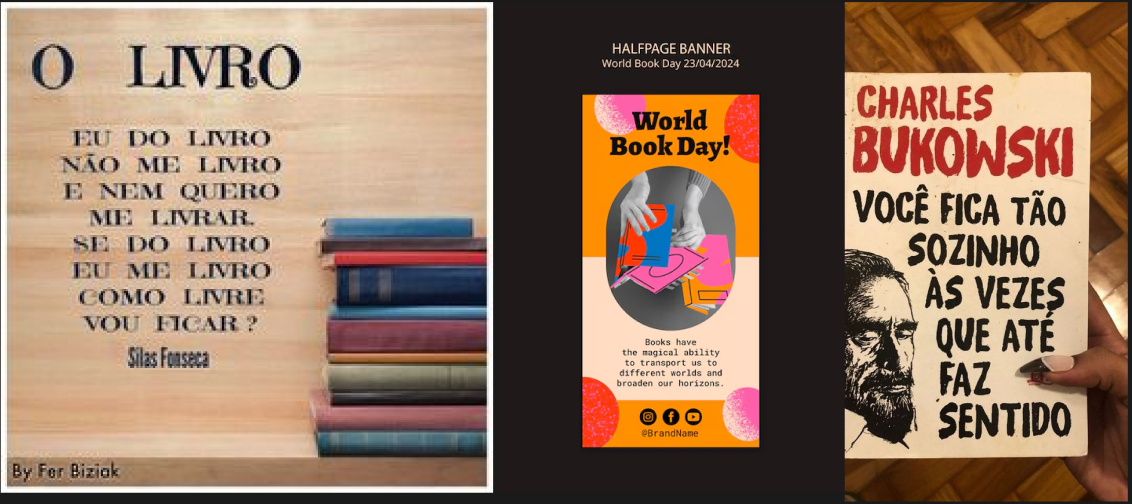 O LIVRO
EU DO LIVRO
NÃO ME LIVRO
E NEM QUERO
ME LIVRAR.
SE DO LIVRO
EU ME LIVRO
COMO LIVRE
VOU FICAR ?
Silas Fonseca
By Fer Biziak
HALFPAGE BANNER
World Book Day 23/04/2024
World
Book Day!
Books have
the magical ability
to transport us to
different worlds and
broaden our horizons.
@BrandName
CHARLES
BUKOWSKI
VOCÊ FICA TÃO
SOZINHO
ÀS VEZES
QUE ATÉ
FAZ
SENTIDO